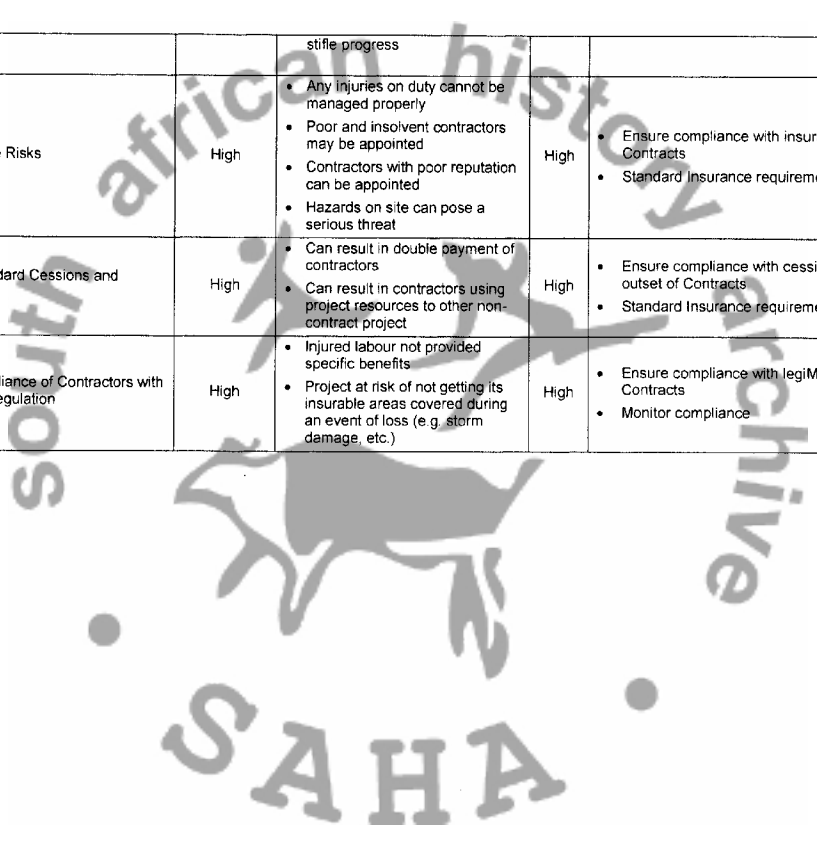 stifle progress
Risks
High
• Any injuries on duty cannot be
managed properly
• Poor and insolvent contractors
may be appointed
• Contractors with poor reputation
can be appointed
• Hazards on site can pose a
serious threat
High
• Ensure compliance with insur
Contracts
• Standard Insurance requireme
dard Cessions and
High
• Can result in double payment of
contractors
• Can result in contractors using
project resources to other non-
contract project
High
• Ensure compliance with cessi
outset of Contracts
• Standard Insurance requireme
liance of Contractors with
egulation
High
• Injured labour not provided
specific benefits
• Project at risk of not getting its
insurable areas covered during
an event of loss (e.g. storm
damage, etc.)
High
• Ensure compliance with legiM
Contracts
• Monitor compliance
south african history archive
• SAHA •